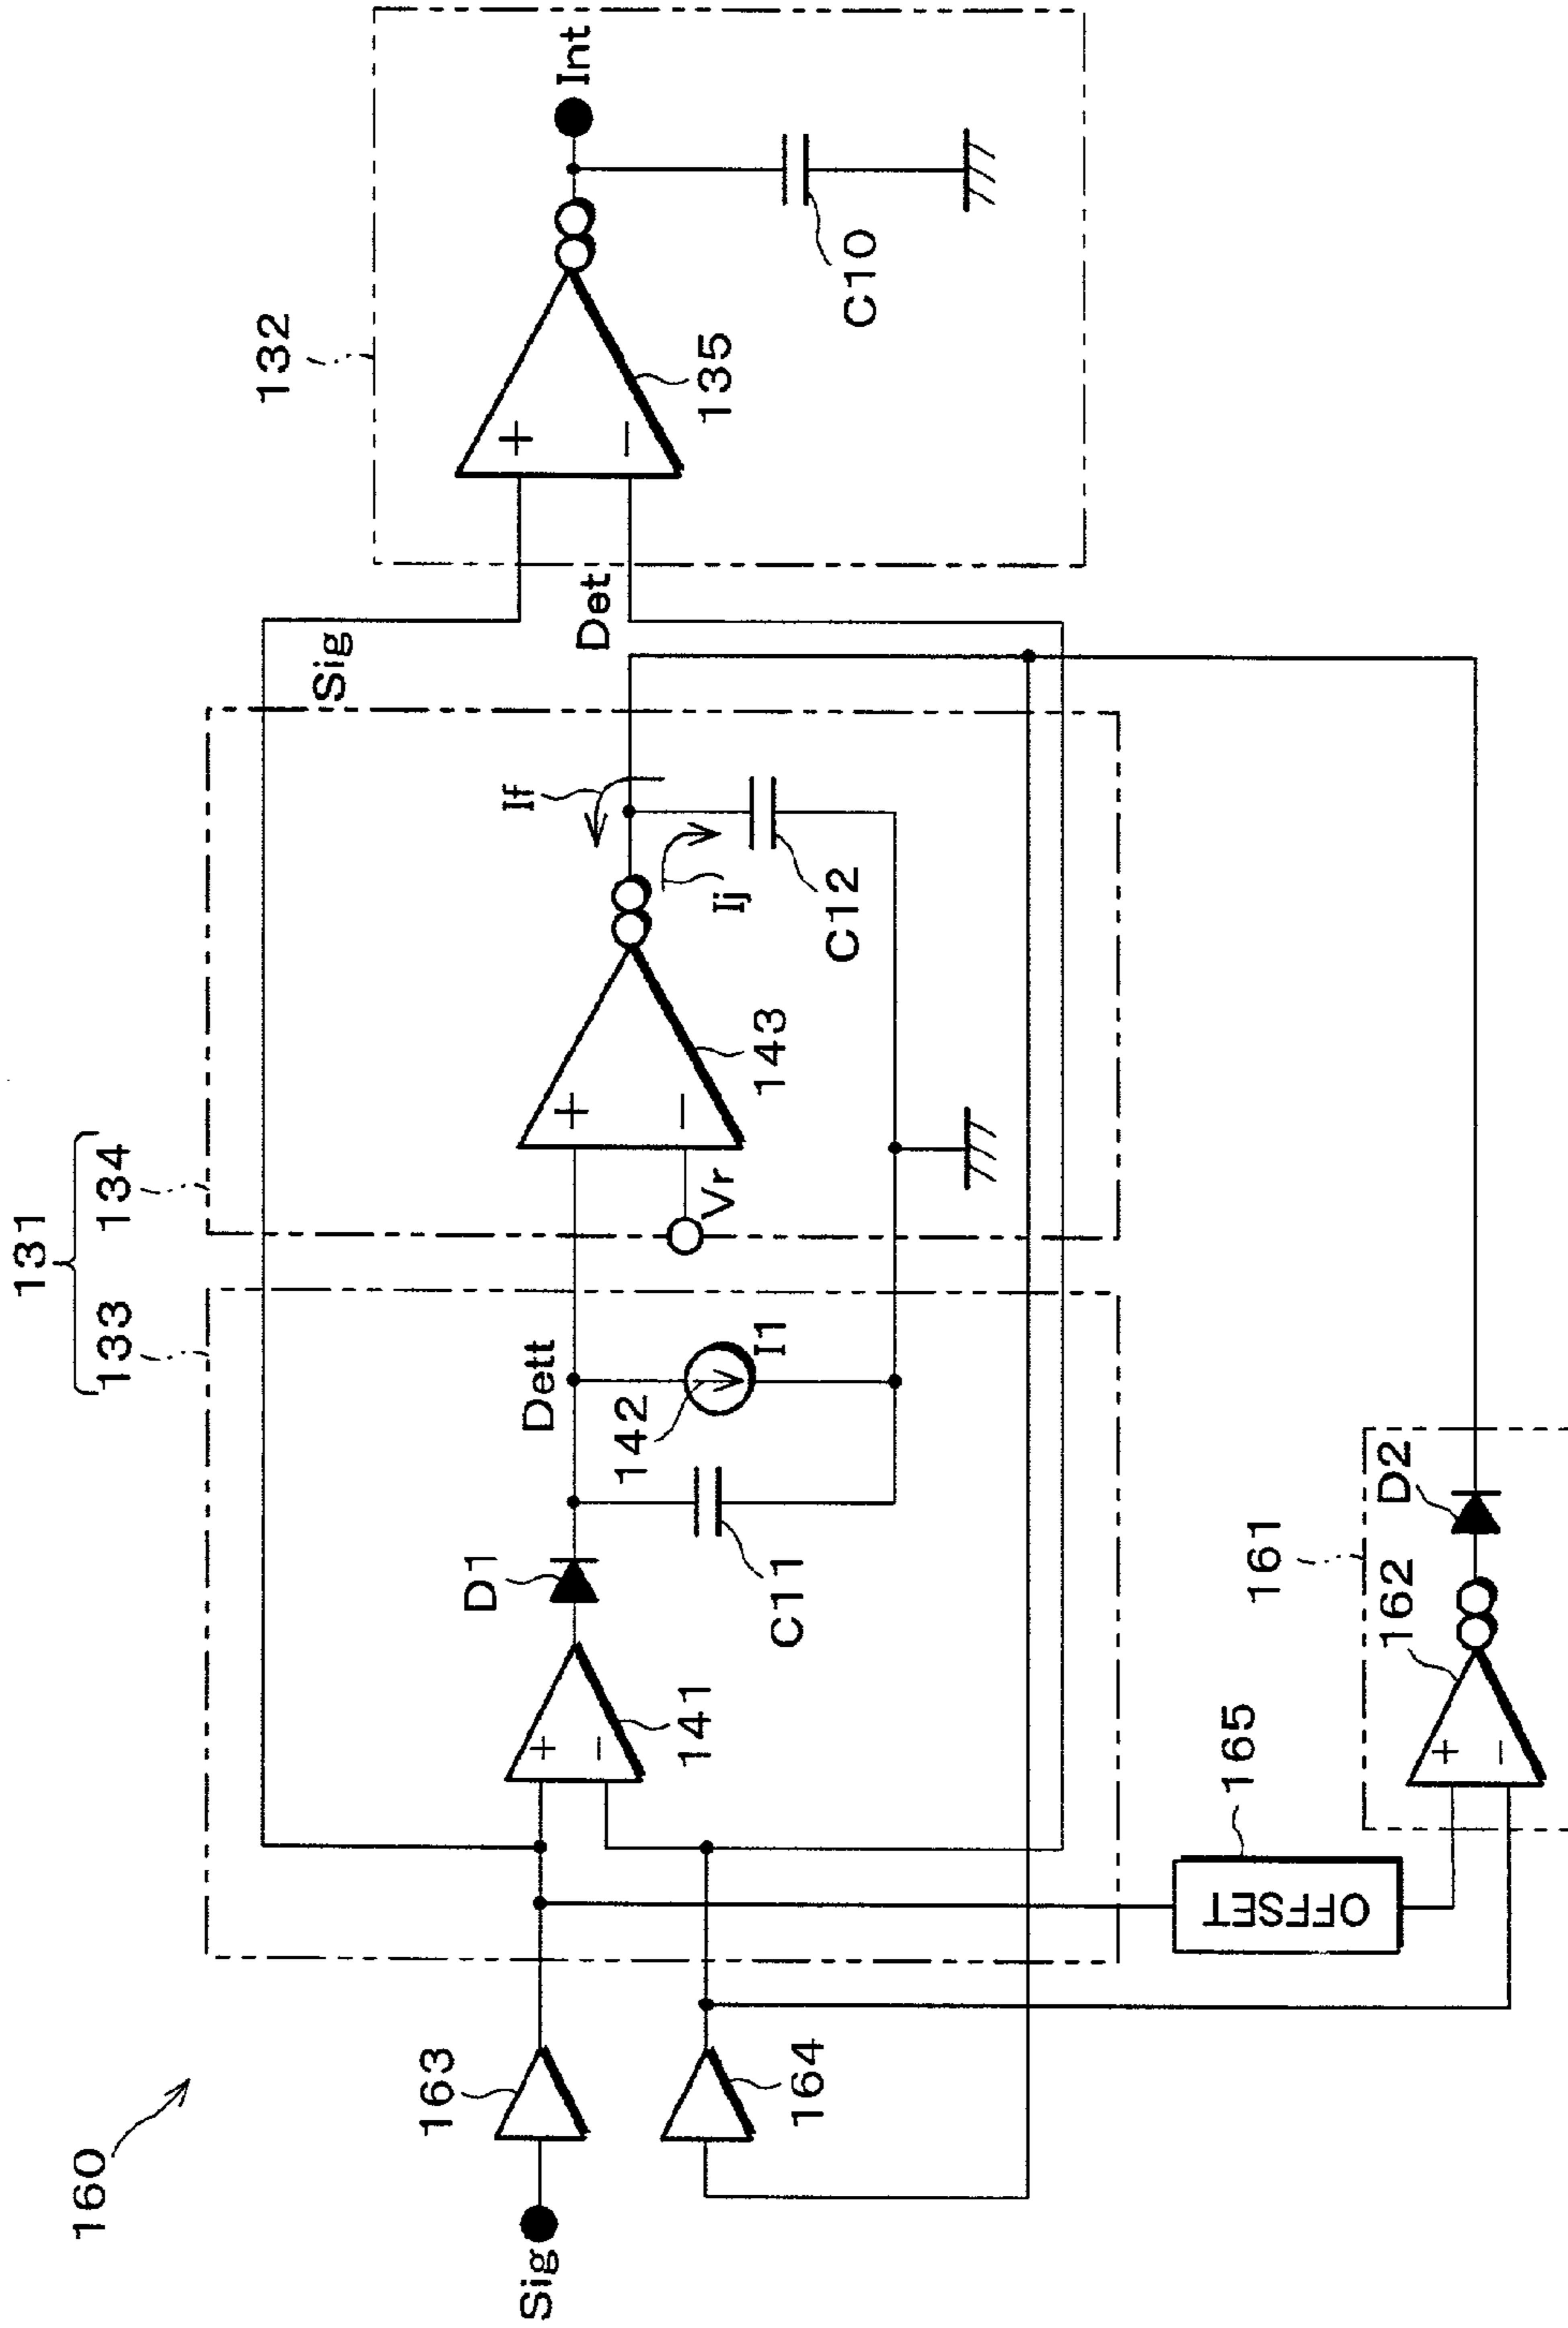 160
131
133
134
132
Sig
163
164
141
D1
C11
Dett
142
I1
Vr
143
If
Ij
C12
Sig
Det
135
C10
Int
+
−
+
−
+
−
165
OFFSET
161
162
D2
+
−